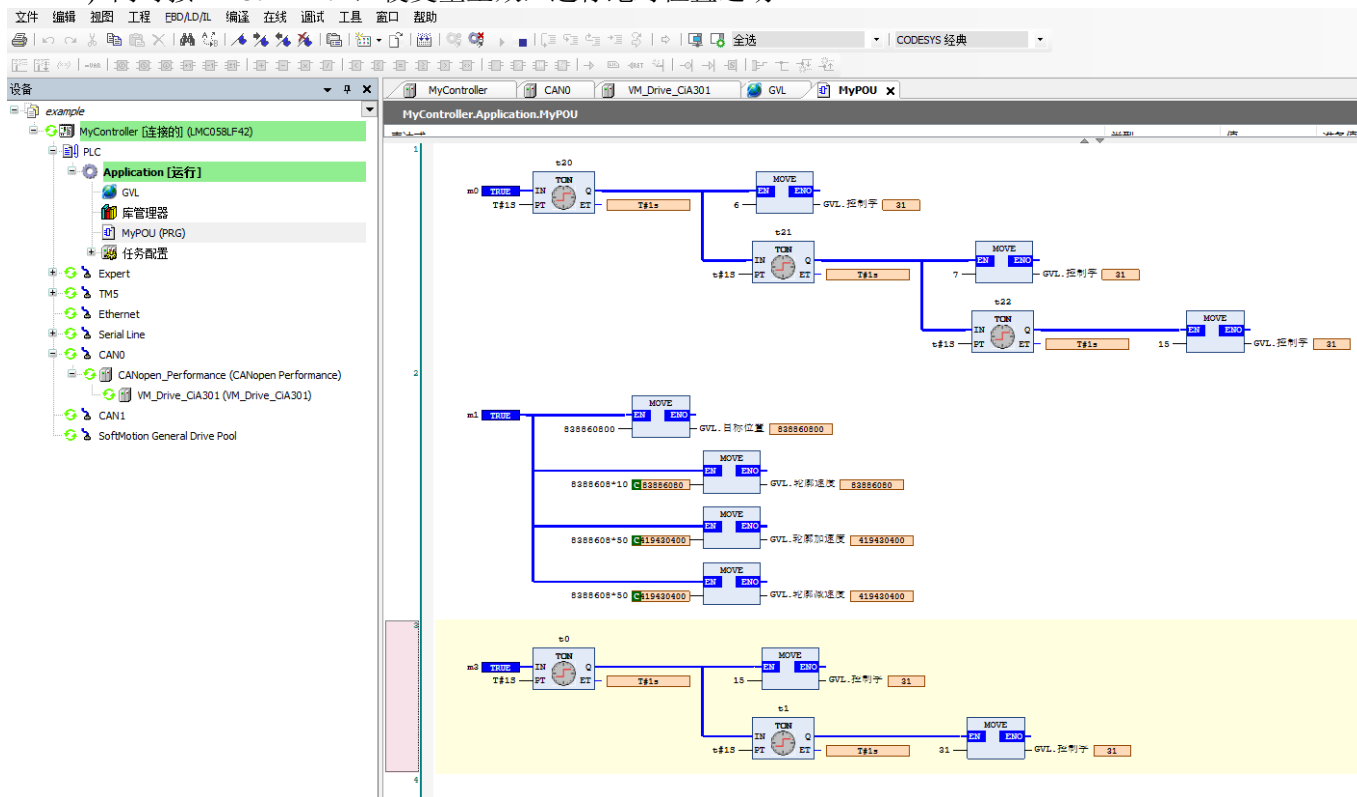 文件 编辑 视图 工程 FBD/LD/IL 编译 在线 调试 工具 窗口 帮助
全选 CODESYS 经典
设备
example
MyController [连接的] (LMC058LF42)
PLC
Application [运行]
GVL
库管理器
MyPOU (PRG)
任务配置
Expert
TM5
Ethernet
Serial Line
CAN0
CANopen_Performance (CANopen Performance)
VM_Drive_CiA301 (VM_Drive_CiA301)
CAN1
SoftMotion General Drive Pool
MyController CAN0 VM_Drive_CiA301 GVL MyPOU
MyController.Application.MyPOU
1
t20
TON MOVE
m0 TRUE IN Q EN ENO
T#1S PT ET T#1s 6 GVL.控制字 31
t21
TON MOVE
IN Q EN ENO
t#1S PT ET T#1s 7 GVL.控制字 31
t22
TON MOVE
IN Q EN ENO
t#1S PT ET T#1s 15 GVL.控制字 31
2
MOVE
m1 TRUE EN ENO
838860800 GVL.目标位置 838860800
MOVE
EN ENO
8388608*10 C 83886080 GVL.轮廓速度 83886080
MOVE
EN ENO
8388608*50 C 419430400 GVL.轮廓加速度 419430400
MOVE
EN ENO
8388608*50 C 419430400 GVL.轮廓减速度 419430400
3
t0
TON MOVE
m3 TRUE IN Q EN ENO
T#1S PT ET T#1s 15 GVL.控制字 31
t1
TON MOVE
IN Q EN ENO
t#1S PT ET T#1s 31 GVL.控制字 31
4